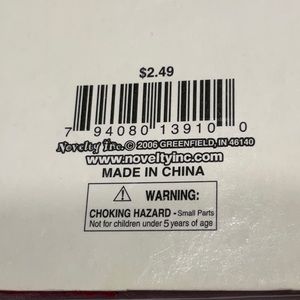 $2.49
7 94080 13910 0
Novelty Inc.© 2006 GREENFIELD, IN 46140
www.noveltyinc.com
MADE IN CHINA
WARNING:
CHOKING HAZARD - Small Parts
Not for children under 5 years of age